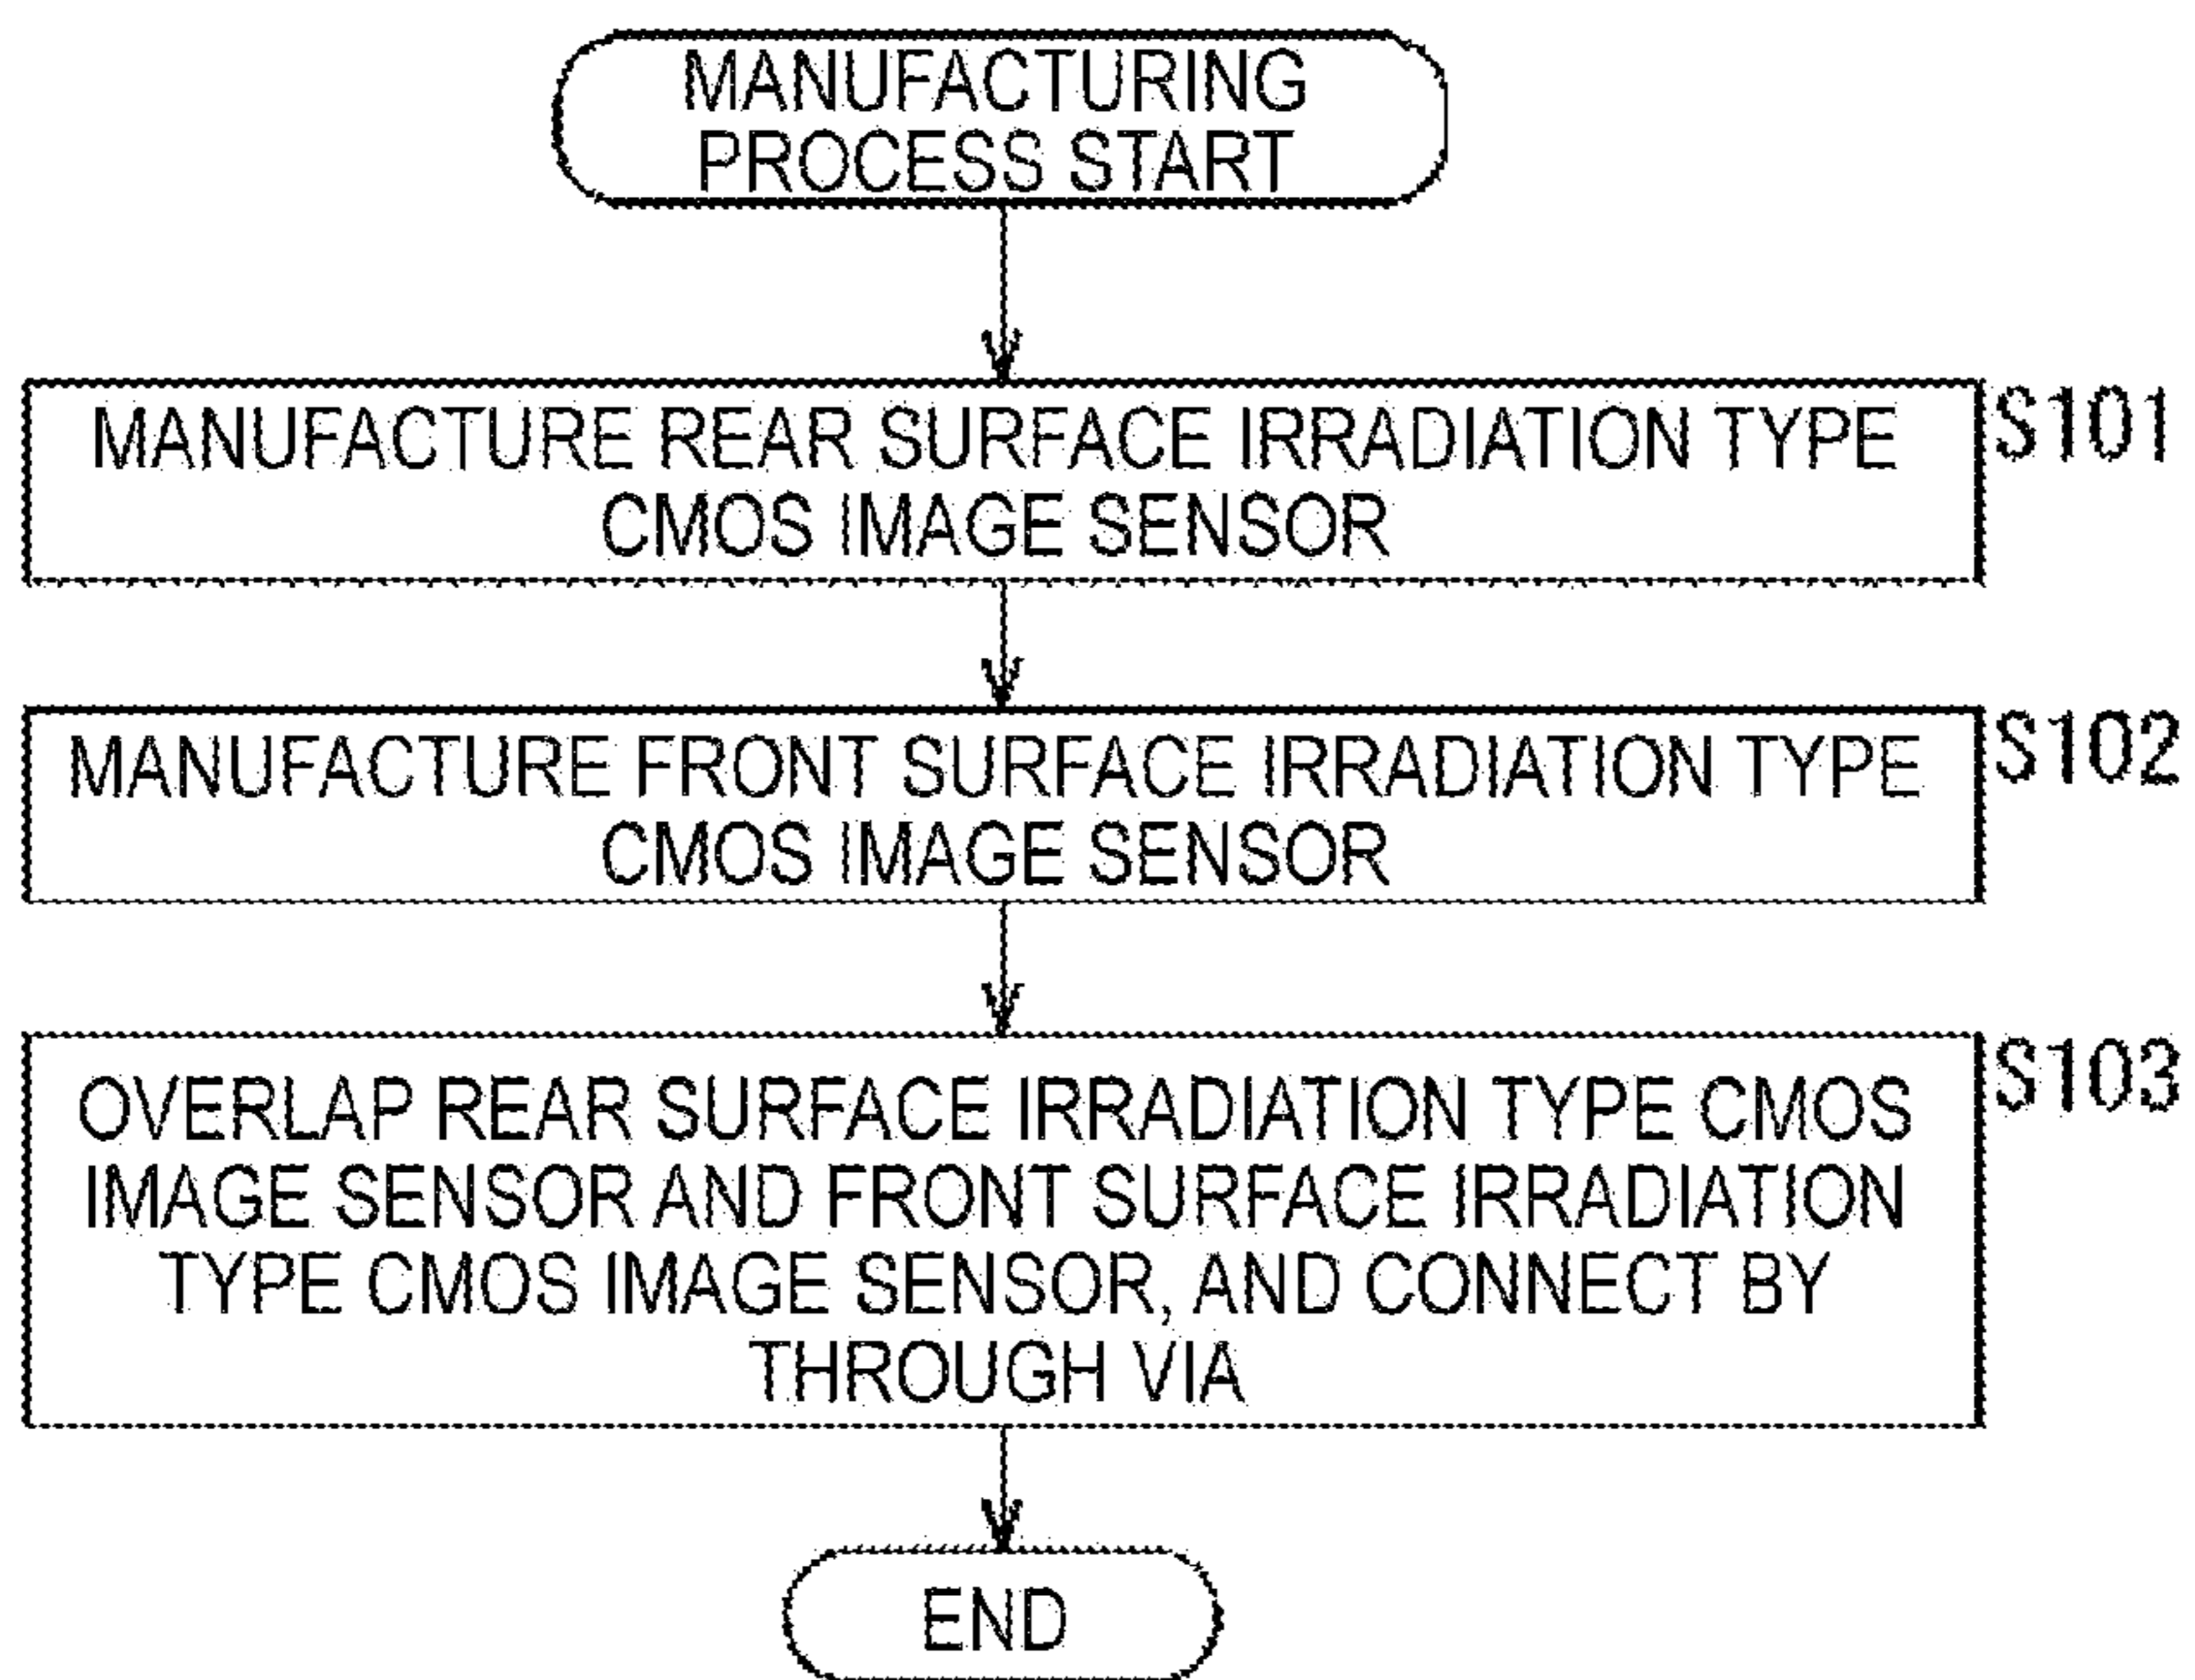 MANUFACTURING
PROCESS START
MANUFACTURE REAR SURFACE IRRADIATION TYPE
CMOS IMAGE SENSOR
S101
MANUFACTURE FRONT SURFACE IRRADIATION TYPE
CMOS IMAGE SENSOR
S102
OVERLAP REAR SURFACE IRRADIATION TYPE CMOS
IMAGE SENSOR AND FRONT SURFACE IRRADIATION
TYPE CMOS IMAGE SENSOR, AND CONNECT BY
THROUGH VIA
S103
END